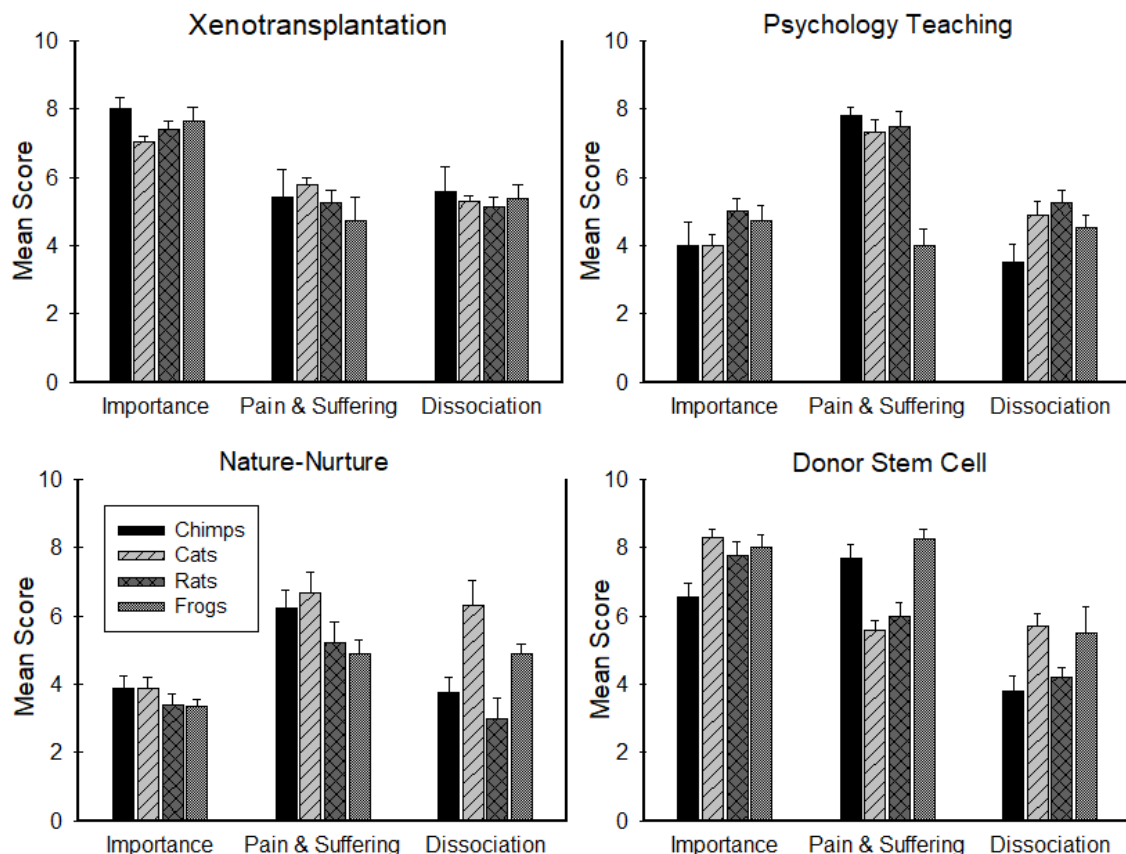 Xenotransplantation
10
8
6
4
2
0
Mean Score
Importance Pain & Suffering Dissociation
Psychology Teaching
10
8
6
4
2
0
Mean Score
Importance Pain & Suffering Dissociation
Nature-Nurture
10
8
6
4
2
0
Mean Score
Chimps
Cats
Rats
Frogs
Importance Pain & Suffering Dissociation
Donor Stem Cell
10
8
6
4
2
0
Mean Score
Importance Pain & Suffering Dissociation